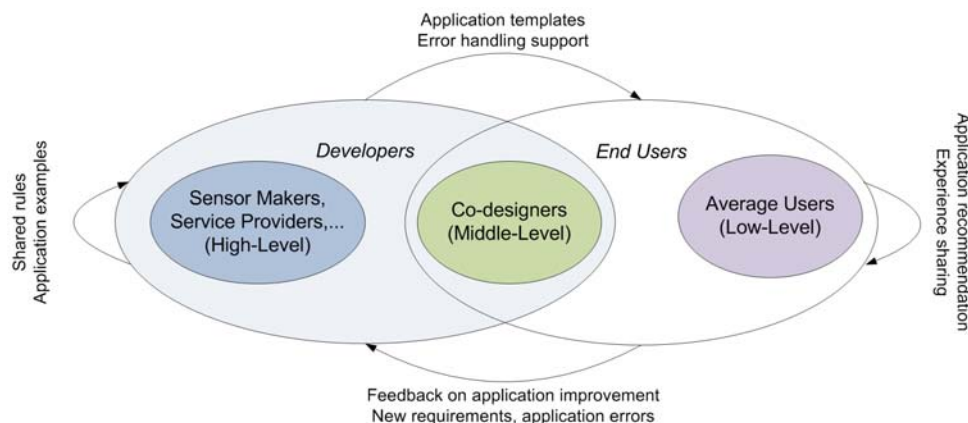 Application templates
Error handling support
Shared rules
Application examples
Developers
End Users
Sensor Makers,
Service Providers,...
(High-Level)
Co-designers
(Middle-Level)
Average Users
(Low-Level)
Application recommendation
Experience sharing
Feedback on application improvement
New requirements, application errors